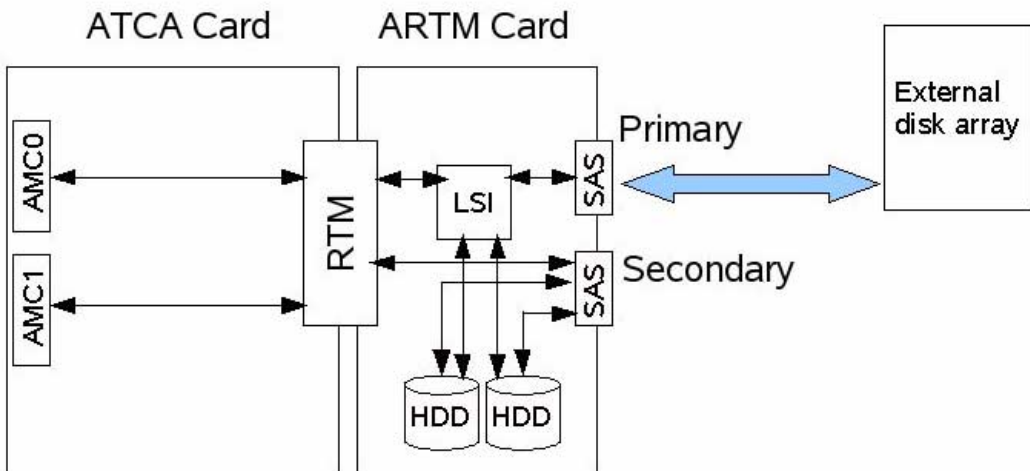 ATCA Card
ARTM Card
External
disk array
Primary
AMC0
SAS
LSI
RTM
Secondary
AMC1
SAS
HDD
HDD